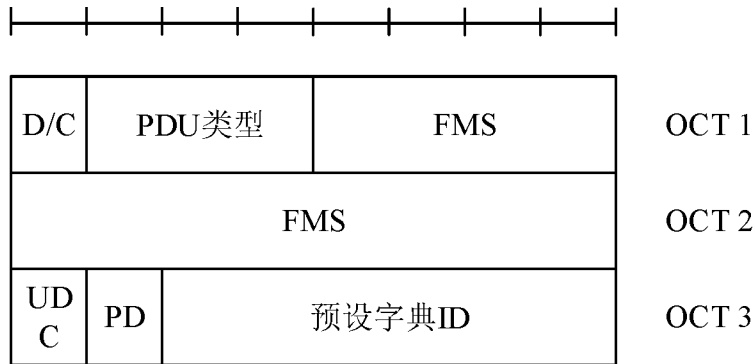 D/C PDU类型 FMS OCT 1
FMS OCT 2
UD
C PD 预设字典ID OCT 3